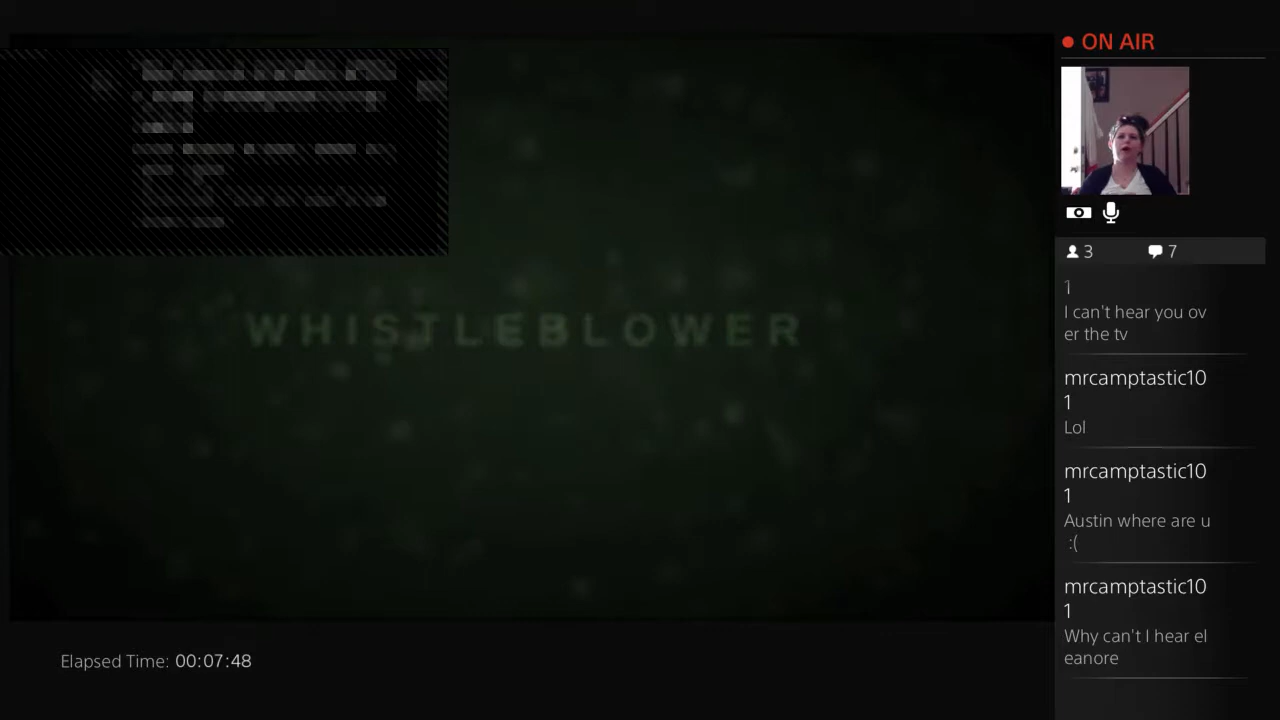 ON AIR
3 7
1
I can't hear you ov
er the tv
mrcamptastic10
1
Lol
mrcamptastic10
1
Austin where are u
:(
mrcamptastic10
1
Why can't I hear el
eanore
WHISTLEBLOWER
Elapsed Time: 00:07:48